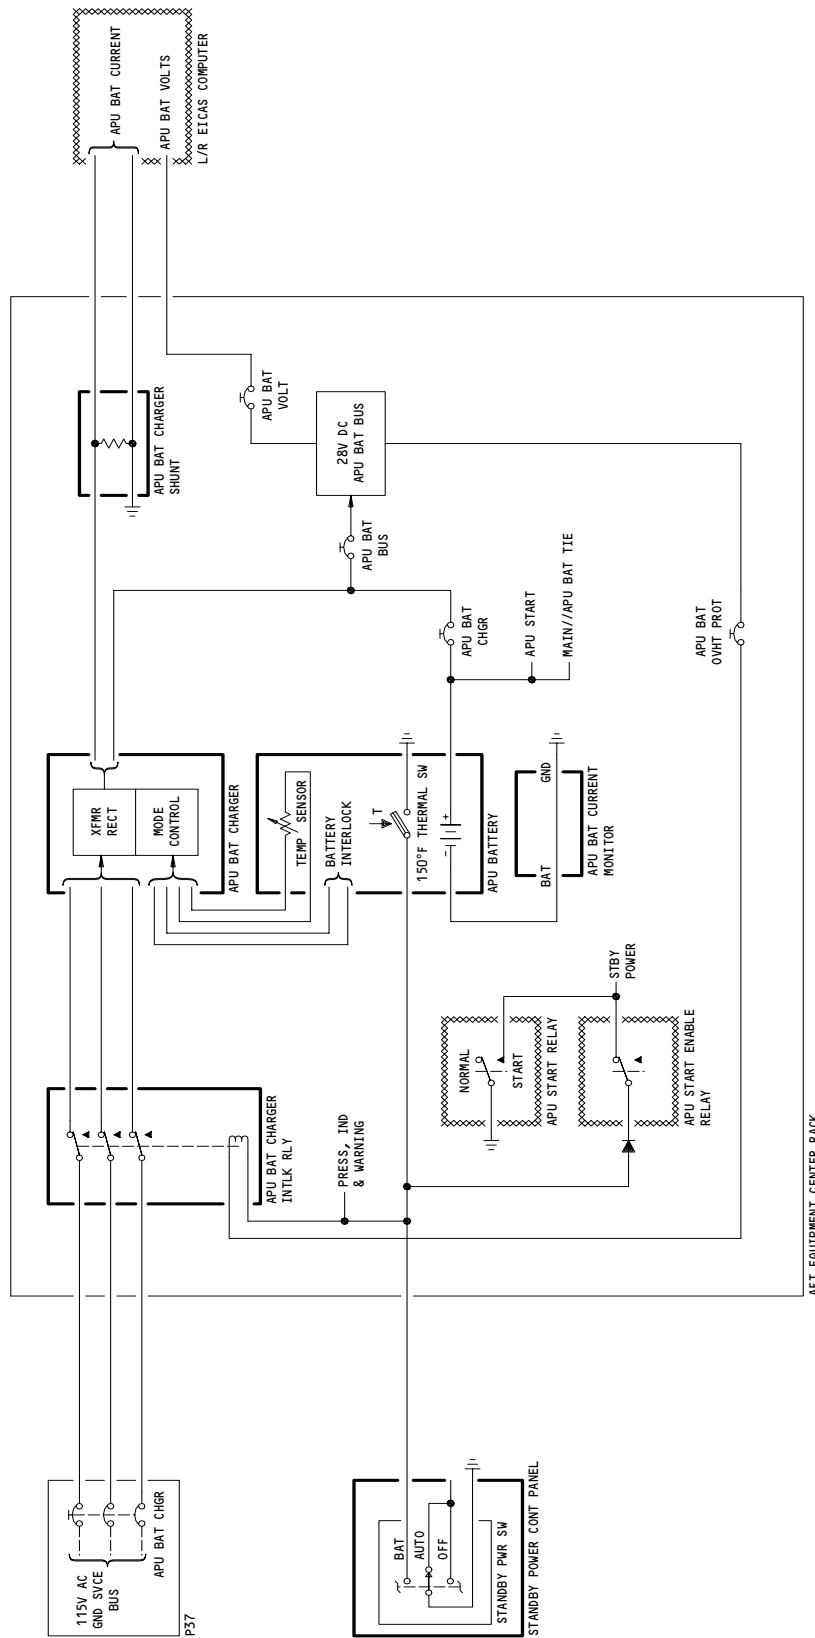 115V AC
GND SVCE
BUS
APU BAT CHGR
P37
APU BAT CHARGER
INTLK RLY
XFMR
RECT
MODE
CONTROL
APU BAT CHARGER
APU BAT CHARGER
SHUNT
APU BAT CURRENT
APU BAT VOLTS
L/R EICAS COMPUTER
TEMP SENSOR
BATTERY
INTERLOCK
T
150°F THERMAL SW
-
+
APU BATTERY
BAT
GND
APU BAT CURRENT
MONITOR
APU BAT
VOLT
28V DC
APU BAT BUS
APU BAT
BUS
APU BAT
CHGR
APU START
MAIN//APU BAT TIE
APU BAT
OVHT PROT
PRESS, IND
& WARNING
NORMAL
START
APU START RELAY
STBY
POWER
APU START ENABLE
RELAY
BAT
AUTO
OFF
STANDBY PWR SW
STANDBY POWER CONT PANEL
AFT EQUIPMENT CENTER RACK